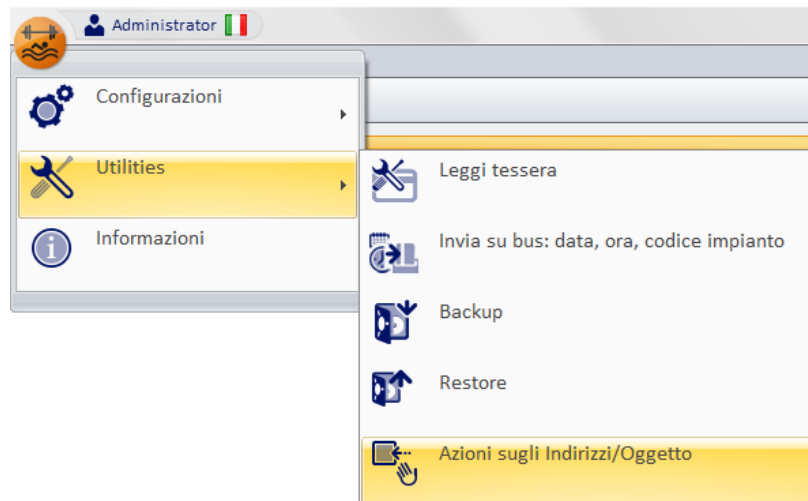 Administrator
Configurazioni
Utilities
Informazioni
Leggi tessera
Invia su bus: data, ora, codice impianto
Backup
Restore
Azioni sugli Indirizzi/Oggetto